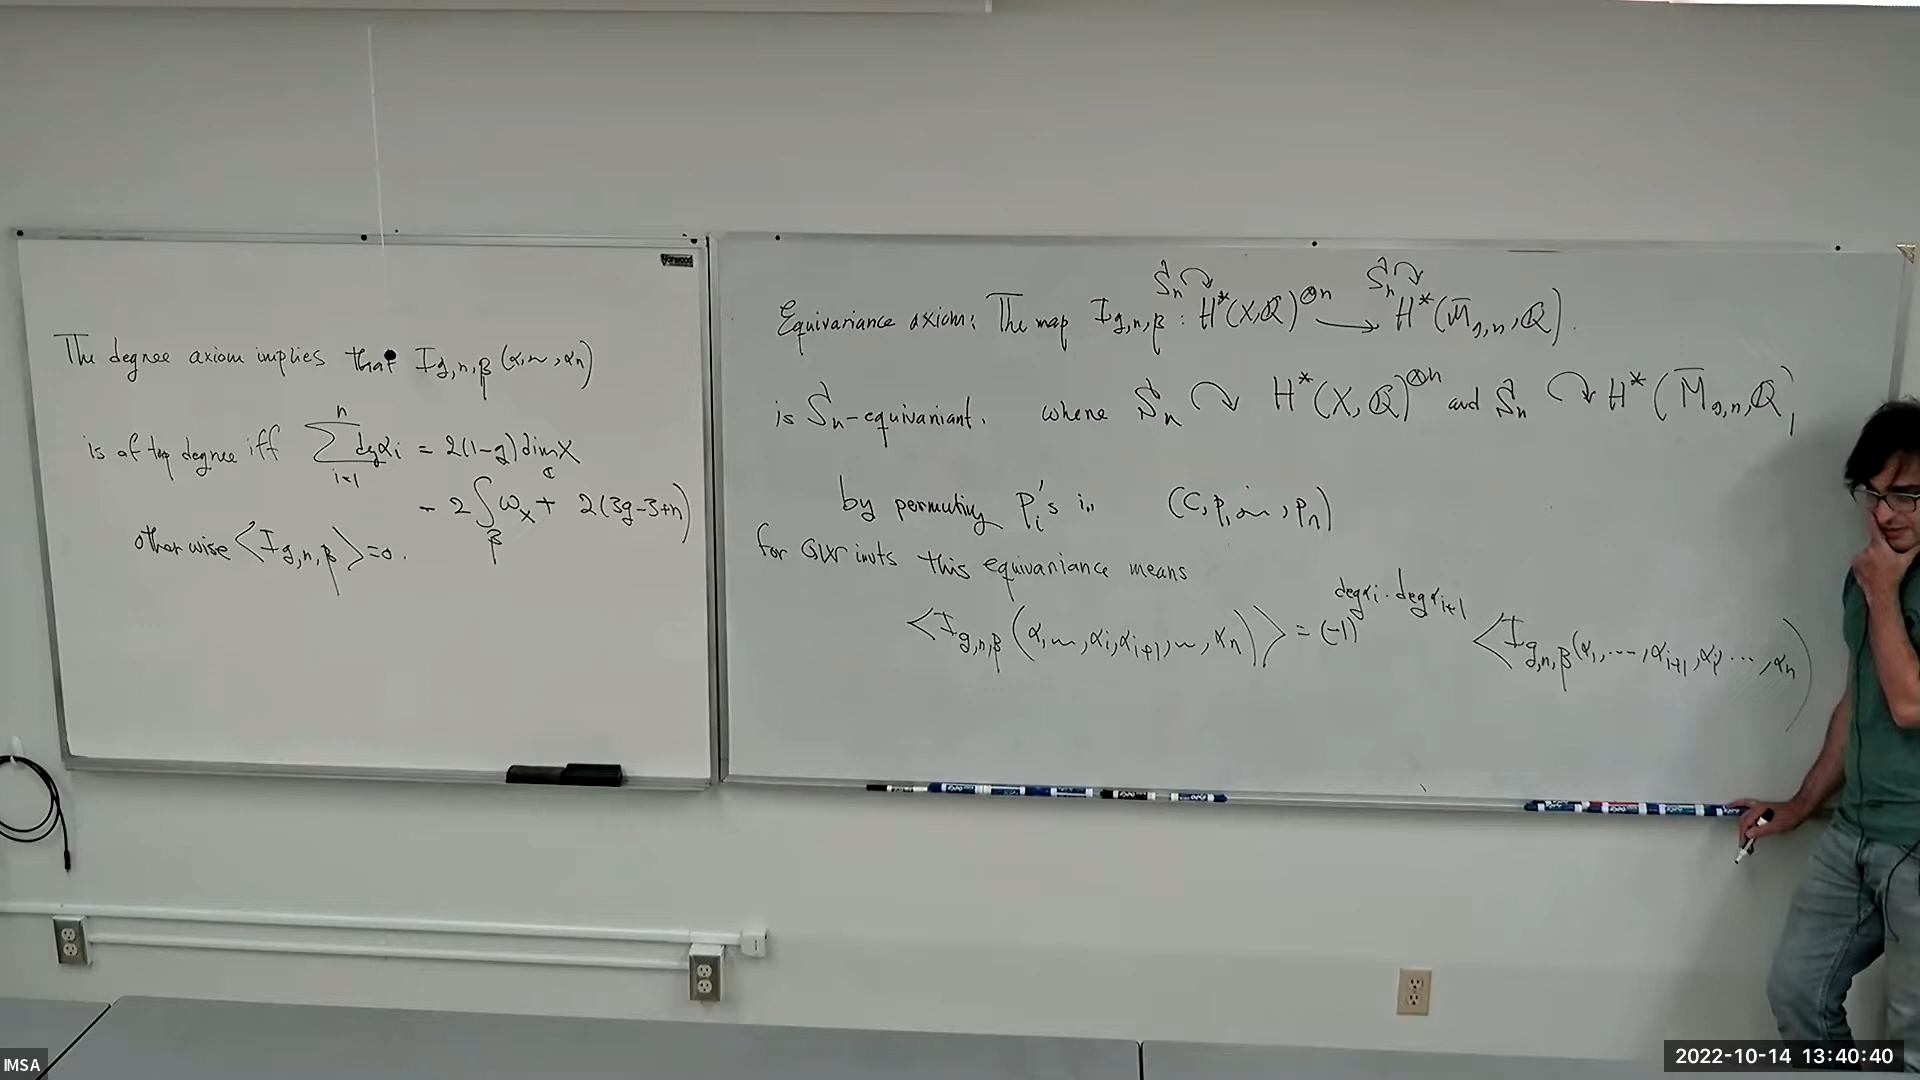 The degree axiom implies that I_{g,n,β}(α_1, ~, α_n)
is of top degree iff \sum_{i=1}^{n} deg α_i = 2(1-g) dim_ℂ X
- 2 ∫_β ω_X + 2(3g-3+n)
otherwise <I_{g,n,β}> = 0.
Norwood
Equivariance axiom: The map I_{g,n,β} : S_n ↷ H^*(X,ℚ)^{⊗n} → S_n ↷ H^*(M̄_{g,n},ℚ).
is S_n-equivariant. where S_n ↷ H^*(X,ℚ)^{⊗n} and S_n ↷ H^*(M̄_{g,n},ℚ)
by permuting p_i's in (C, p_1, ~, p_n)
for GW invts this equivariance means
<I_{g,n,β}(α_1, ~, α_i, α_{i+1}, ~, α_n)> = (-1)^{deg α_i · deg α_{i+1}} <I_{g,n,β}(α_1, ..., α_{i+1}, α_i, ..., α_n)
IMSA
2022-10-14 13:40:40